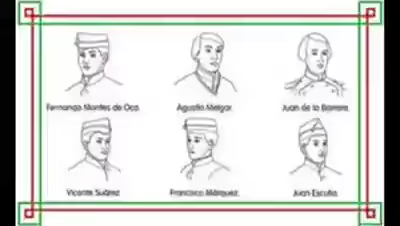 Fernando Montes de Oca
Agustín Melgar
Juan de la Barrera
Vicente Suárez
Francisco Márquez
Juan Escutia